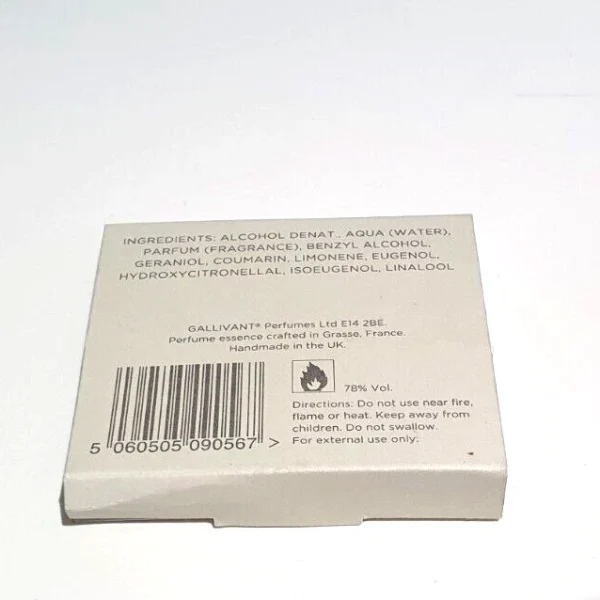 INGREDIENTS: ALCOHOL DENAT., AQUA (WATER),
PARFUM (FRAGRANCE), BENZYL ALCOHOL,
GERANIOL, COUMARIN, LIMONENE, EUGENOL,
HYDROXYCITRONELLAL, ISOEUGENOL, LINALOOL
GALLIVANT® Perfumes Ltd E14 2BE.
Perfume essence crafted in Grasse, France.
Handmade in the UK.
5 060505 090567 >
78% Vol.
Directions: Do not use near fire,
flame or heat. Keep away from
children. Do not swallow.
For external use only.